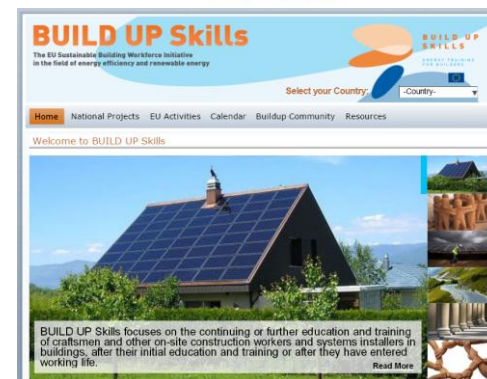 BUILD UP Skills
The EU Sustainable Building Workforce Initiative
in the field of energy efficiency and renewable energy
BUILD UP
SKILLS
ENERGY TRAINING
FOR BUILDERS
Select your Country:
-Country-
Home National Projects EU Activities Calendar Buildup Community Resources
Welcome to BUILD UP Skills
BUILD UP Skills focuses on the continuing or further education and training
of craftsmen and other on-site construction workers and systems installers in
buildings, after their initial education and training or after they have entered
working life.
Read More